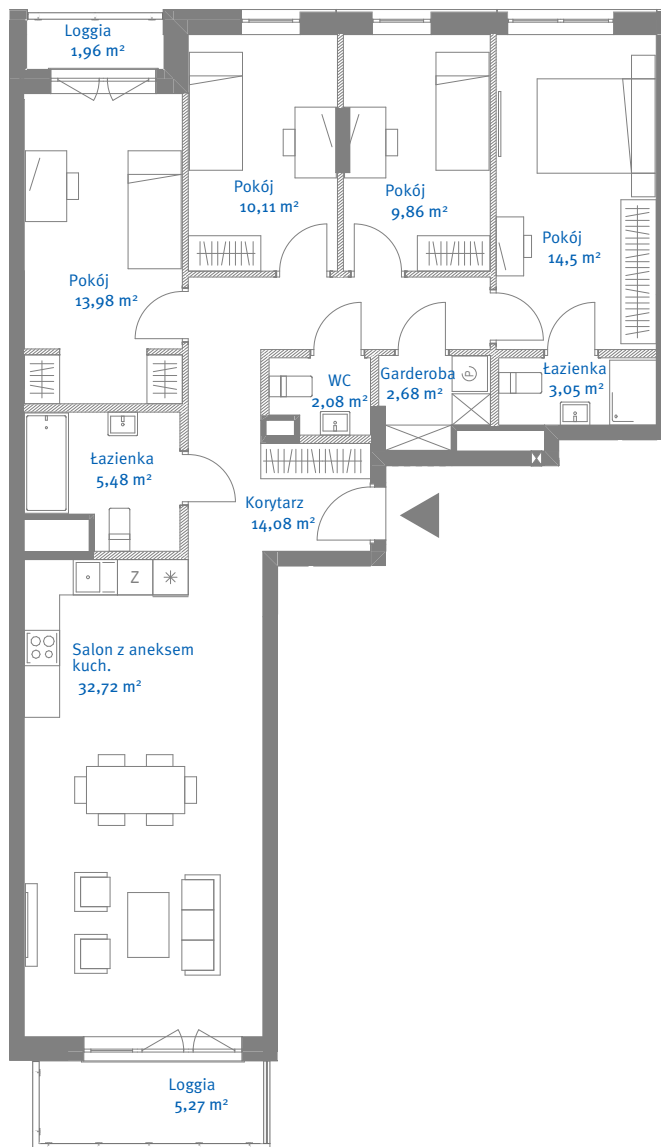 Loggia
1,96 m²
Pokój
10,11 m²
Pokój
9,86 m²
Pokój
14,5 m²
Pokój
13,98 m²
WC
2,08 m²
Garderoba
2,68 m²
P
Łazienka
3,05 m²
Łazienka
5,48 m²
Korytarz
14,08 m²
Z
Salon z aneksem
kuch.
32,72 m²
Loggia
5,27 m²